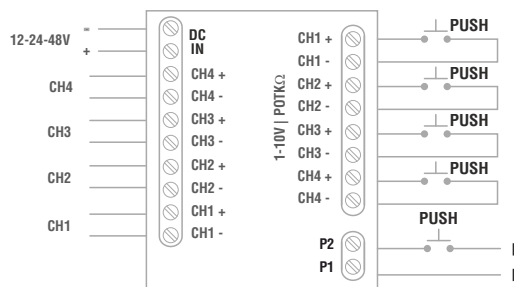 12-24-48V
-
+
CH4
CH3
CH2
CH1
DC
IN
CH4 +
CH4 -
CH3 +
CH3 -
CH2 +
CH2 -
CH1 +
CH1 -
1-10V | POTKΩ
CH1 +
CH1 -
CH2 +
CH2 -
CH3 +
CH3 -
CH4 +
CH4 -
P2
P1
PUSH
PUSH
PUSH
PUSH
PUSH